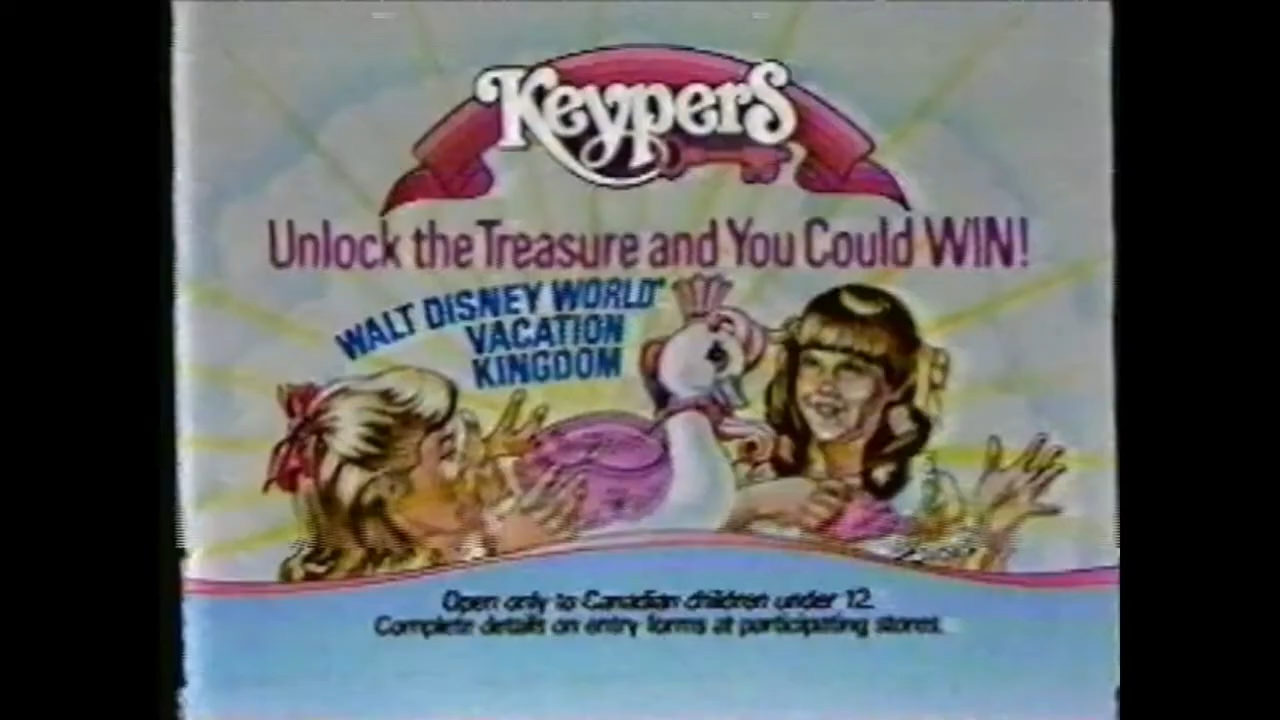 Keypers
Unlock the Treasure and You Could WIN!
WALT DISNEY WORLD
VACATION
KINGDOM
Open only to Canadian children under 12.
Complete details on entry forms at participating stores.